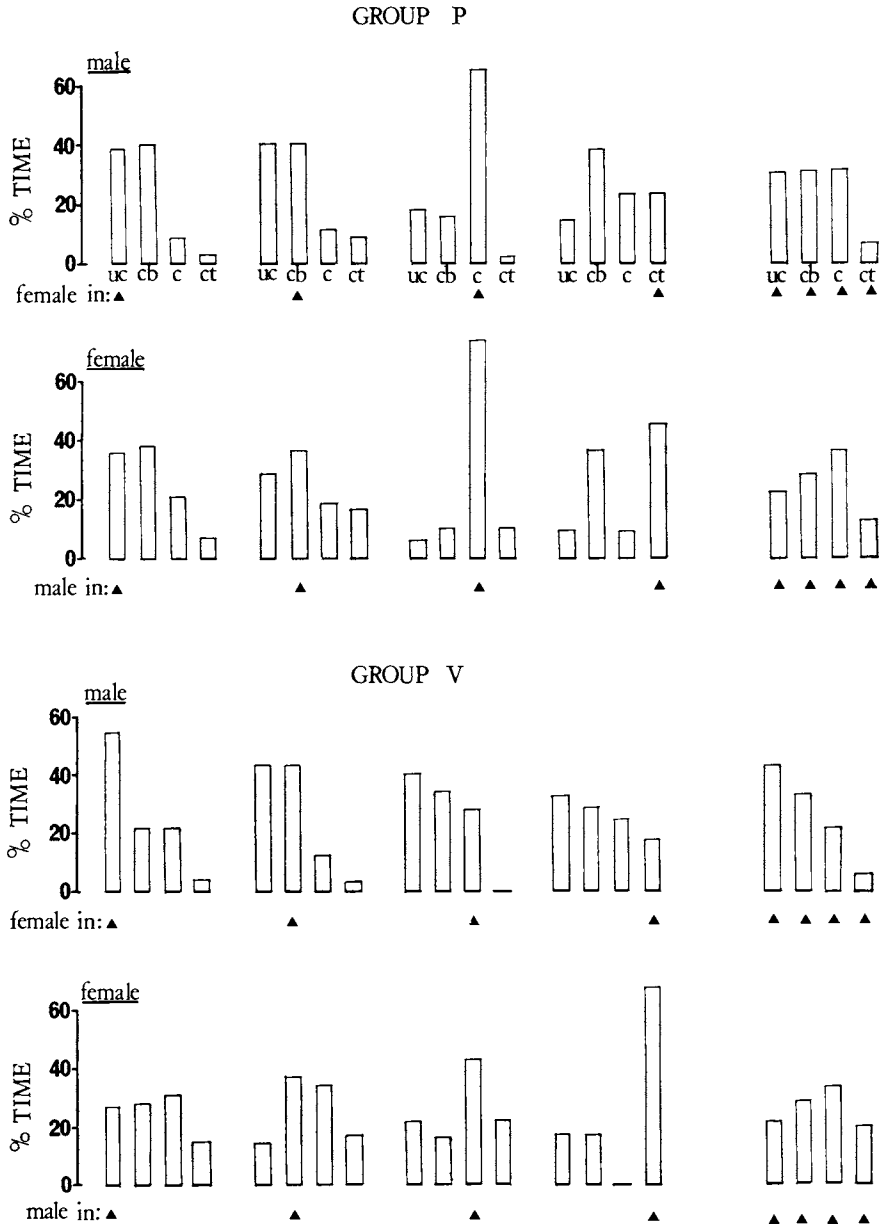 GROUP P
male
60
40
20
0
% TIME
uc cb c ct uc cb c ct uc cb c ct uc cb c ct uc cb c ct
female in: ▲ ▲ ▲ ▲ ▲ ▲ ▲ ▲
female
60
40
20
0
% TIME
male in: ▲ ▲ ▲ ▲ ▲ ▲ ▲ ▲
GROUP V
male
60
40
20
0
% TIME
female in: ▲ ▲ ▲ ▲ ▲ ▲ ▲ ▲
female
60
40
20
0
% TIME
male in: ▲ ▲ ▲ ▲ ▲ ▲ ▲ ▲